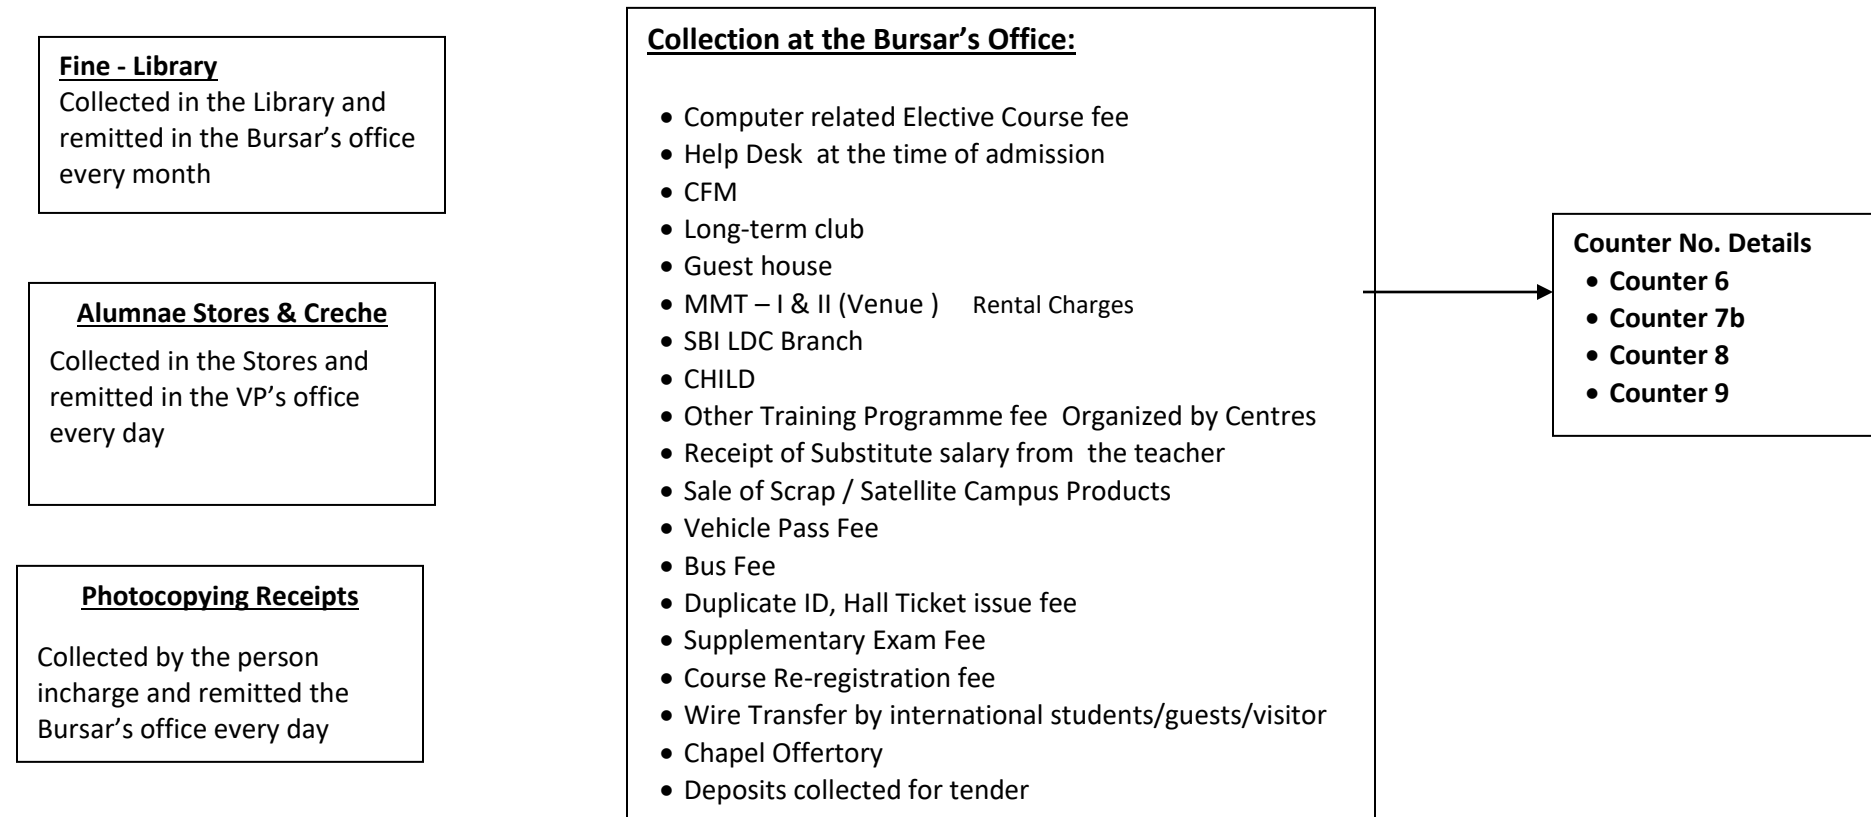 Fine - Library
Collected in the Library and
remitted in the Bursar’s office
every month
Alumnae Stores & Creche
Collected in the Stores and
remitted in the VP’s office
every day
Photocopying Receipts
Collected by the person
incharge and remitted the
Bursar’s office every day
Collection at the Bursar’s Office:
• Computer related Elective Course fee
• Help Desk at the time of admission
• CFM
• Long-term club
• Guest house
• MMT – I & II (Venue ) Rental Charges
• SBI LDC Branch
• CHILD
• Other Training Programme fee Organized by Centres
• Receipt of Substitute salary from the teacher
• Sale of Scrap / Satellite Campus Products
• Vehicle Pass Fee
• Bus Fee
• Duplicate ID, Hall Ticket issue fee
• Supplementary Exam Fee
• Course Re-registration fee
• Wire Transfer by international students/guests/visitor
• Chapel Offertory
• Deposits collected for tender
Counter No. Details
• Counter 6
• Counter 7b
• Counter 8
• Counter 9